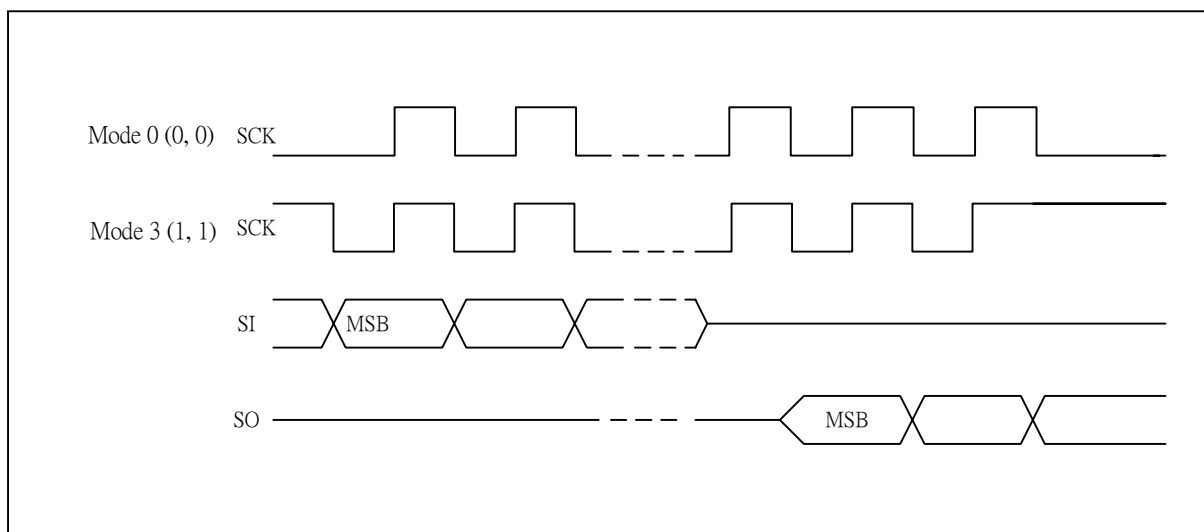 Mode 0 (0, 0) SCK
Mode 3 (1, 1) SCK
SI MSB
SO MSB